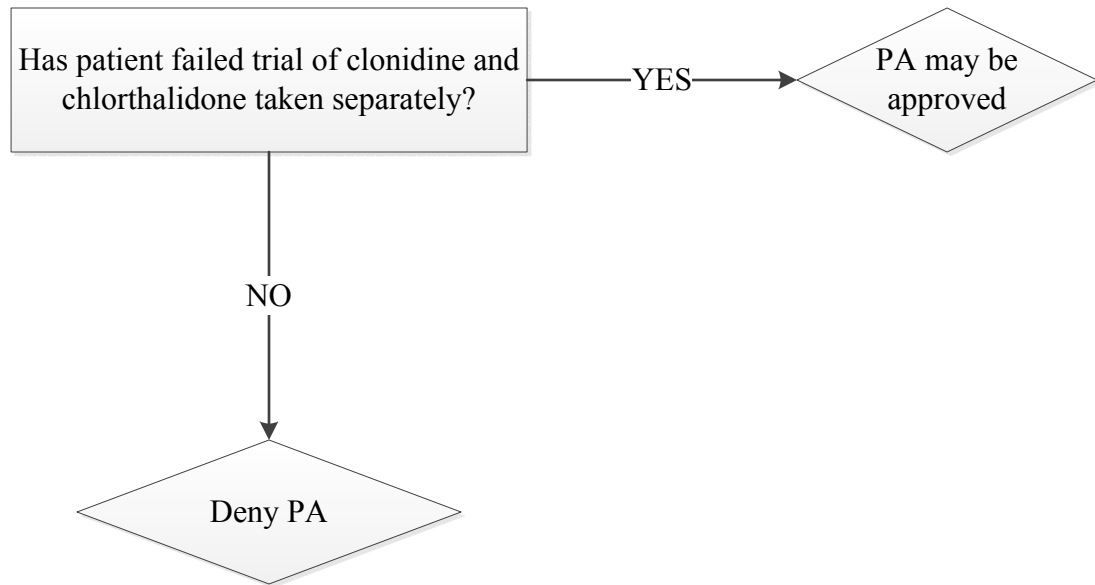 Has patient failed trial of clonidine and
chlorthalidone taken separately?
YES
PA may be
approved
NO
Deny PA